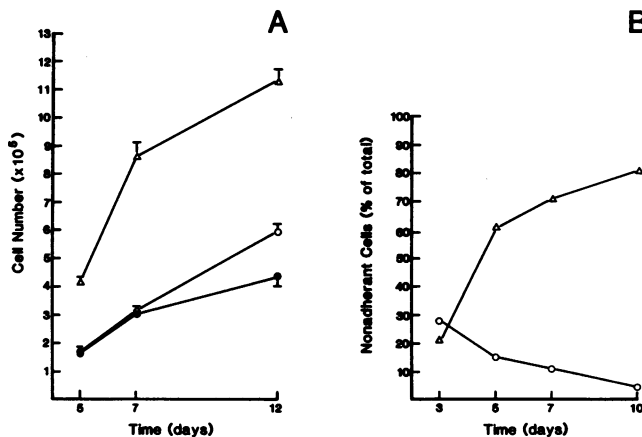 A
13
12
11
10
9
8
7
6
5
4
3
2
1
Cell Number (x10⁵)
5 7 12
Time (days)
B
100
90
80
70
60
50
40
30
20
10
Nonadherant Cells (% of total)
3 5 7 10
Time (days)